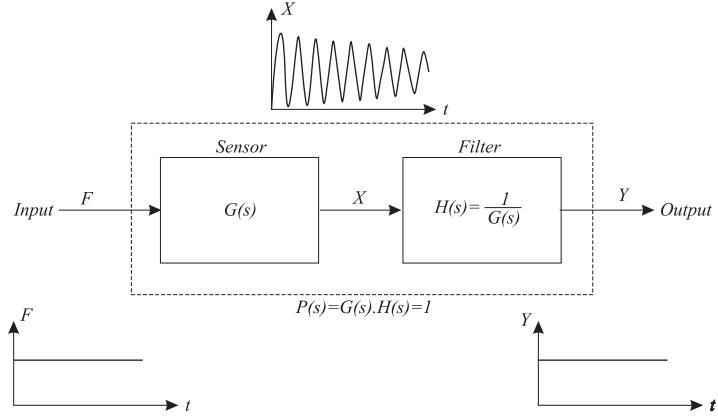 X
t
Sensor
Filter
Input
F
G(s)
X
H(s)= 1/G(s)
Y
Output
P(s)=G(s).H(s)=1
F
t
Y
t